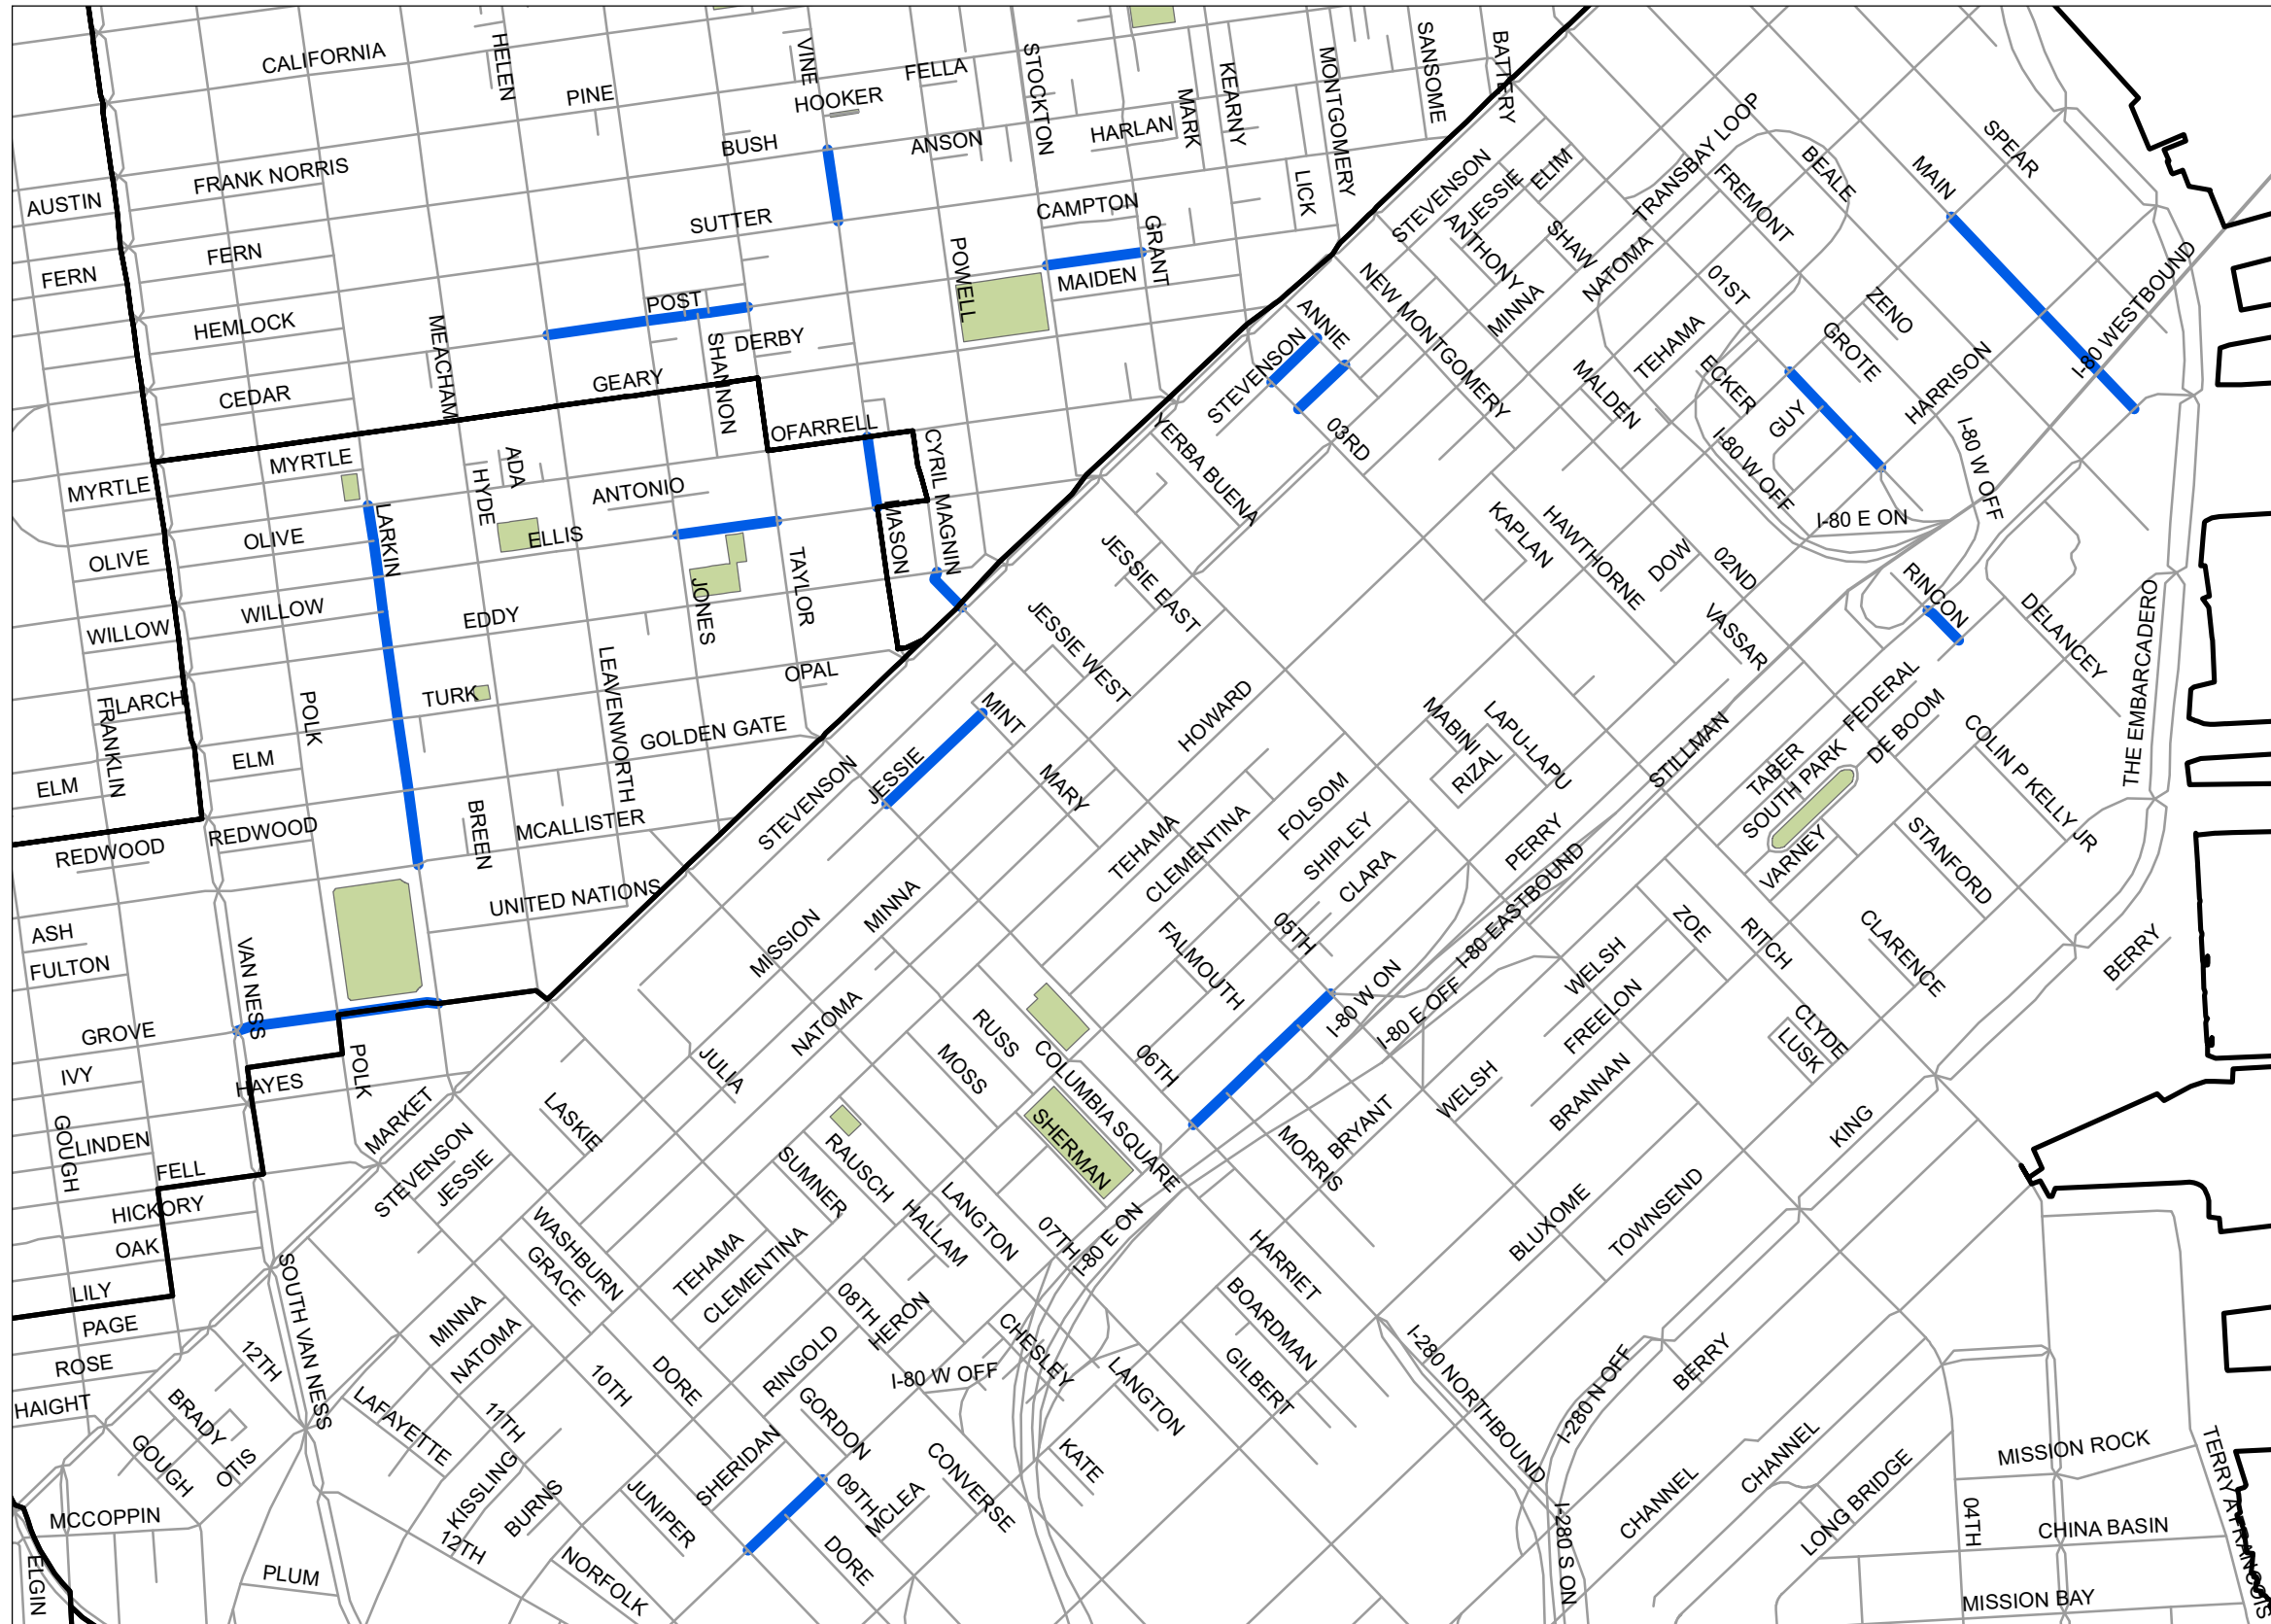 CALIFORNIA
HELEN
PINE
VINE
HOOKER
FELLA
STOCKTON
MARK
KEARNY
MONTGOMERY
SANSOME
BATTERY
HARLAN
ANSON
BUSH
FRANK NORRIS
AUSTIN
FERN
FERN
SUTTER
CAMPTON
LICK
GRANT
MAIDEN
POWELL
POST
HEMLOCK
MEACHAM
SHANNON
DERBY
GEARY
CEDAR
OFARRELL
CYRIL MAGNIN
MYRTLE
MYRTLE
HYDE
ADA
ANTONIO
LARKIN
ELLIS
MASON
OLIVE
OLIVE
TAYLOR
JONES
WILLOW
WILLOW
EDDY
OPAL
LEAVENWORTH
TURK
LARCH
FRANKLIN
POLK
GOLDEN GATE
ELM
ELM
BREEN
MCALLISTER
REDWOOD
REDWOOD
UNITED NATIONS
ASH
FULTON
VAN NESS
GROVE
IVY
HAYES
POLK
GOUGH
LINDEN
FELL
HICKORY
OAK
LILY
PAGE
ROSE
HAIGHT
MARKET
STEVENSON
JESSIE
LASKIE
JULIA
SOUTH VAN NESS
12TH
BRADY
GOUGH
OTIS
MCCOPPIN
ELGIN
PLUM
LAFAYETTE
MINNA
NATOMA
11TH
KISSLING
BURNS
12TH
NORFOLK
JUNIPER
10TH
GRACE
WASHBURN
DORE
SHERIDAN
RINGOLD
GORDON
09TH
MCLEA
DORE
CONVERSE
KATE
LANGTON
CHESLEY
I-80 W OFF
HERON
08TH
TEHAMA
CLEMENTINA
SUMNER
RAUSCH
HALLAM
LANGTON
07TH
I-80 E ON
HARRIET
BOARDMAN
GILBERT
SHERMAN
COLUMBIA SQUARE
MOSS
RUSS
06TH
NATOMA
MINNA
MISSION
STEVENSON
JESSIE
MINT
MARY
JESSIE WEST
JESSIE EAST
HOWARD
TEHAMA
CLEMENTINA
FOLSOM
SHIPLEY
CLARA
FALMOUTH
05TH
I-80 W ON
I-80 E OFF
I-80 EASTBOUND
PERRY
STILLMAN
MABINI
RIZAL
LAPU-LAPU
MORRIS
BRYANT
WELSH
WELSH
FREELON
BRANNAN
ZOE
RITCH
BLUXOME
TOWNSEND
KING
CLYDE
LUSK
CLARENCE
STANFORD
VARNEY
SOUTH PARK
TABER
FEDERAL
DE BOOM
COLIN P KELLY JR
DELANCEY
RINCON
THE EMBARCADERO
BERRY
VASSAR
02ND
DOW
HAWTHORNE
KAPLAN
YERBA BUENA
03RD
STEVENSON
ANNIE
NEW MONTGOMERY
STEVENSON
JESSIE
ELIM
ANTHONY
SHAW
MINNA
NATOMA
TRANSBAY LOOP
FREMONT
BEALE
MAIN
SPEAR
01ST
TEHAMA
MALDEN
ECKER
GUY
GROTE
ZENO
HARRISON
I-80 WESTBOUND
I-80 W OFF
I-80 W OFF
I-80 E ON
I-280 NORTHBOUND
I-280 N OFF
I-280 S ON
BERRY
CHANNEL
CHANNEL
LONG BRIDGE
04TH
MISSION ROCK
CHINA BASIN
MISSION BAY
TERRY A FRANCOIS